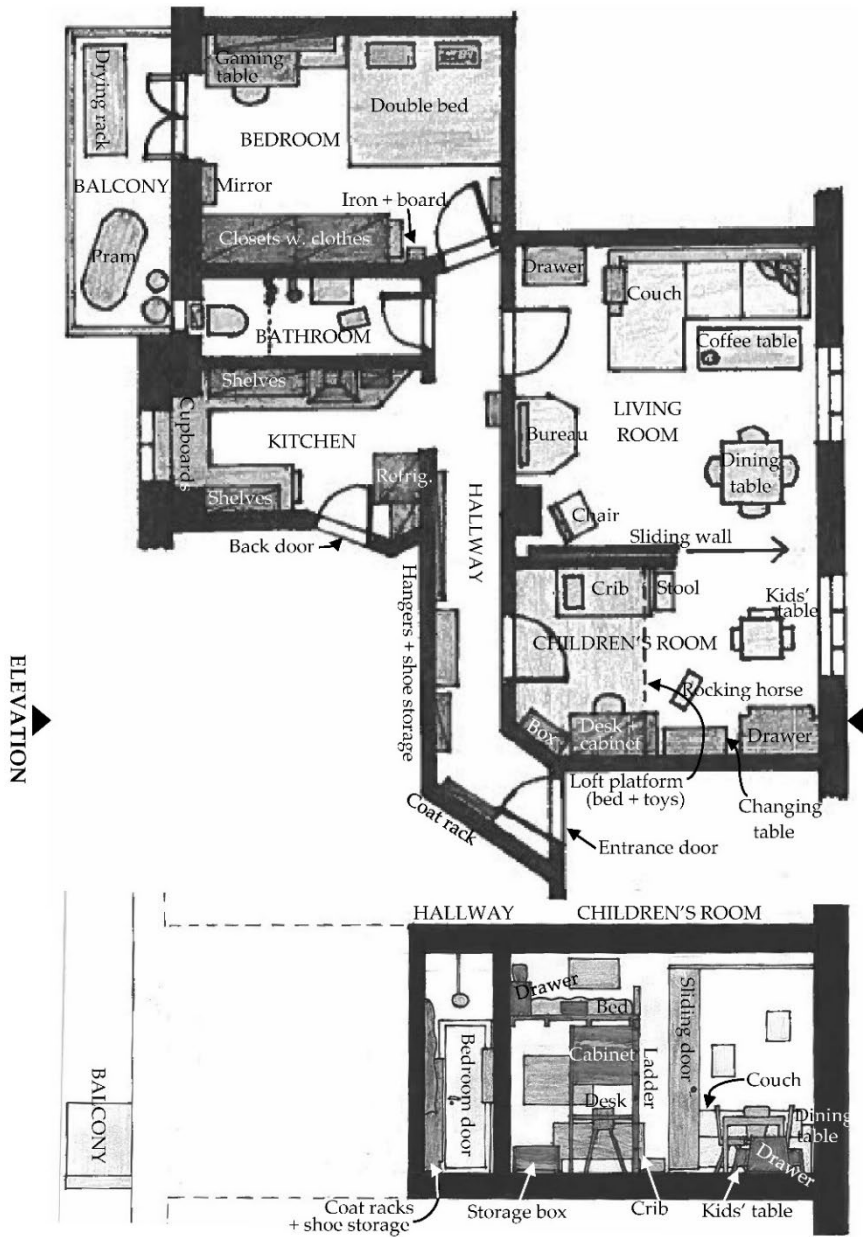 Drying rack
Gaming
table
Double bed
BEDROOM
BALCONY
Mirror
Iron + board
Closets w. clothes
Pram
Drawer
Couch
BATHROOM
Coffee table
Shelves
LIVING
ROOM
Cupboards
KITCHEN
Bureau
Dining
table
Refrig.
Shelves
HALLWAY
Chair
Back door
Sliding wall
Hangers + shoe storage
Crib
Stool
Kids'
table
CHILDREN'S ROOM
Rocking horse
ELEVATION
Box
Desk +
cabinet
Drawer
Loft platform
(bed + toys)
Changing
table
Coat rack
Entrance door
HALLWAY
CHILDREN'S ROOM
Drawer
Bed
Sliding door
Bedroom door
Cabinet
Ladder
BALCONY
Couch
Desk
Dining
table
Drawer
Coat racks
+ shoe storage
Storage box
Crib
Kids' table